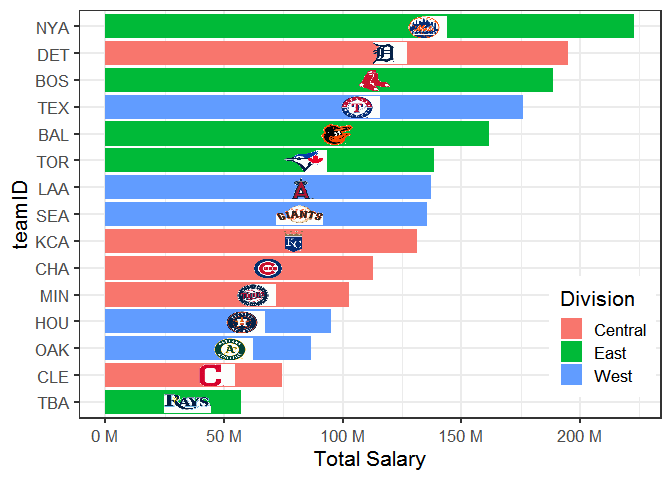 NYA
DET
BOS
TEX
BAL
TOR
LAA
SEA
GIANTS
KCA
KC
CHA
MIN
HOU
OAK
CLE
TBA
RAYS
teamID
0 M 50 M 100 M 150 M 200 M
Total Salary
Division
Central
East
West